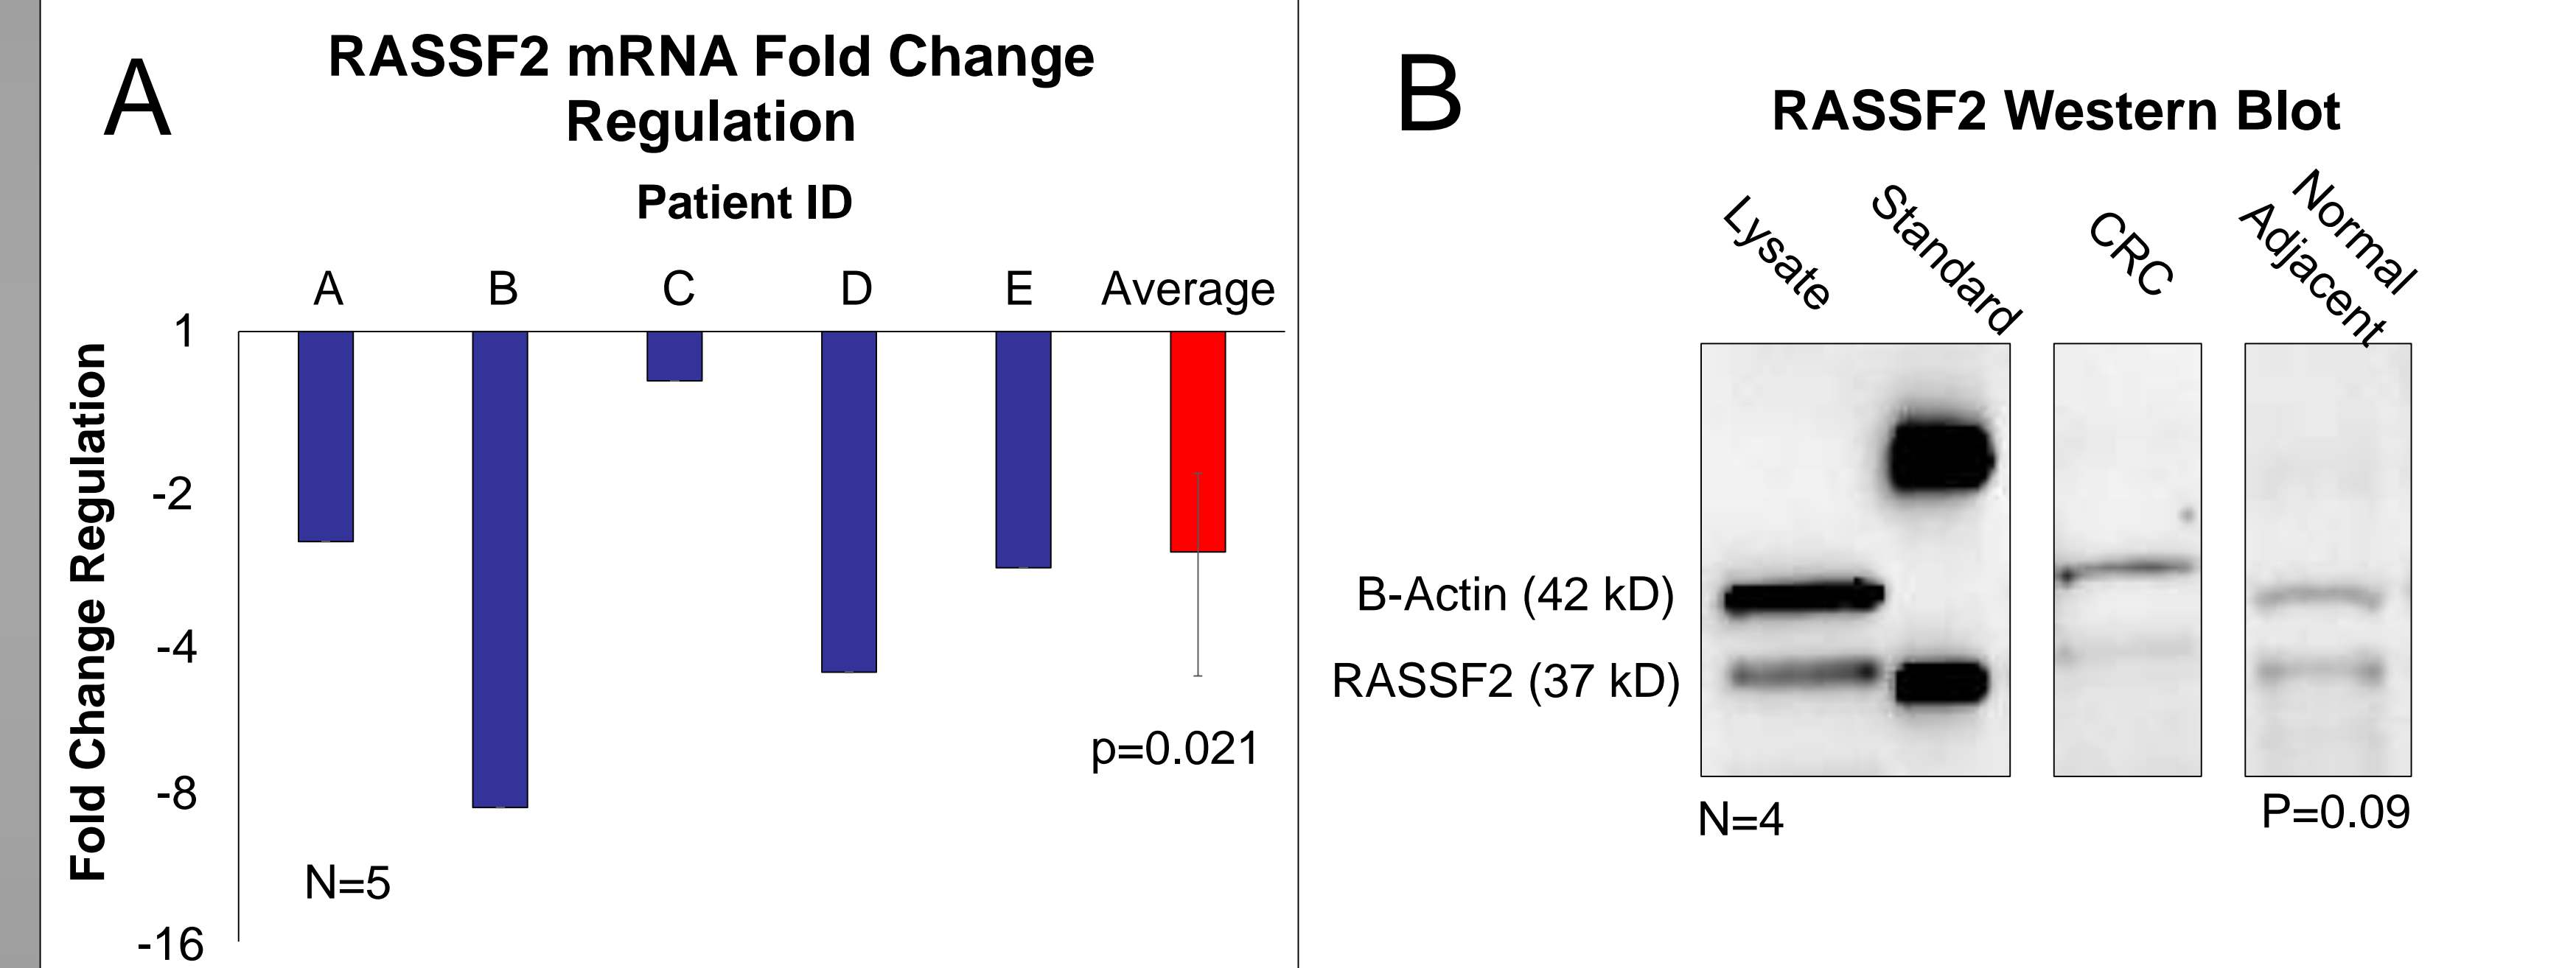 A
RASSF2 mRNA Fold Change
Regulation
Patient ID
A B C D E Average
1
-2
-4
-8
-16
Fold Change Regulation
p=0.021
N=5
B
RASSF2 Western Blot
Lysate
Standard
CRC
Normal
Adjacent
B-Actin (42 kD)
RASSF2 (37 kD)
N=4
P=0.09